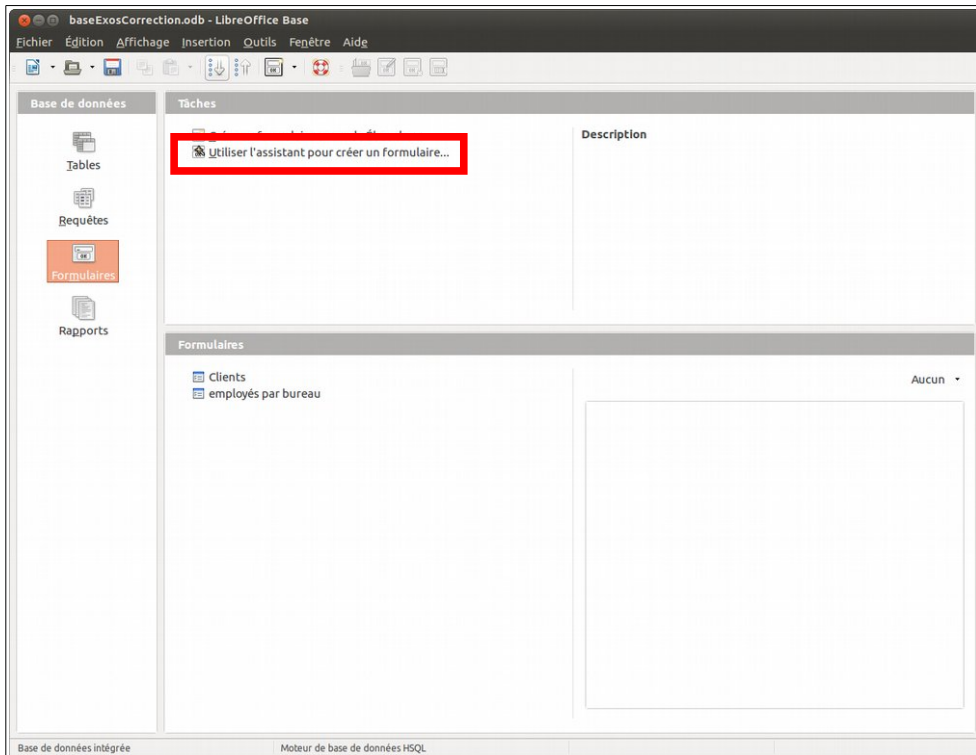 baseExosCorrection.odb - LibreOffice Base
Fichier Édition Affichage Insertion Outils Fenêtre Aide
Base de données
Tâches
Utiliser l'assistant pour créer un formulaire...
Description
Tables
Requêtes
Formulaires
Rapports
Formulaires
Clients
employés par bureau
Aucun
Base de données intégrée
Moteur de base de données HSQL